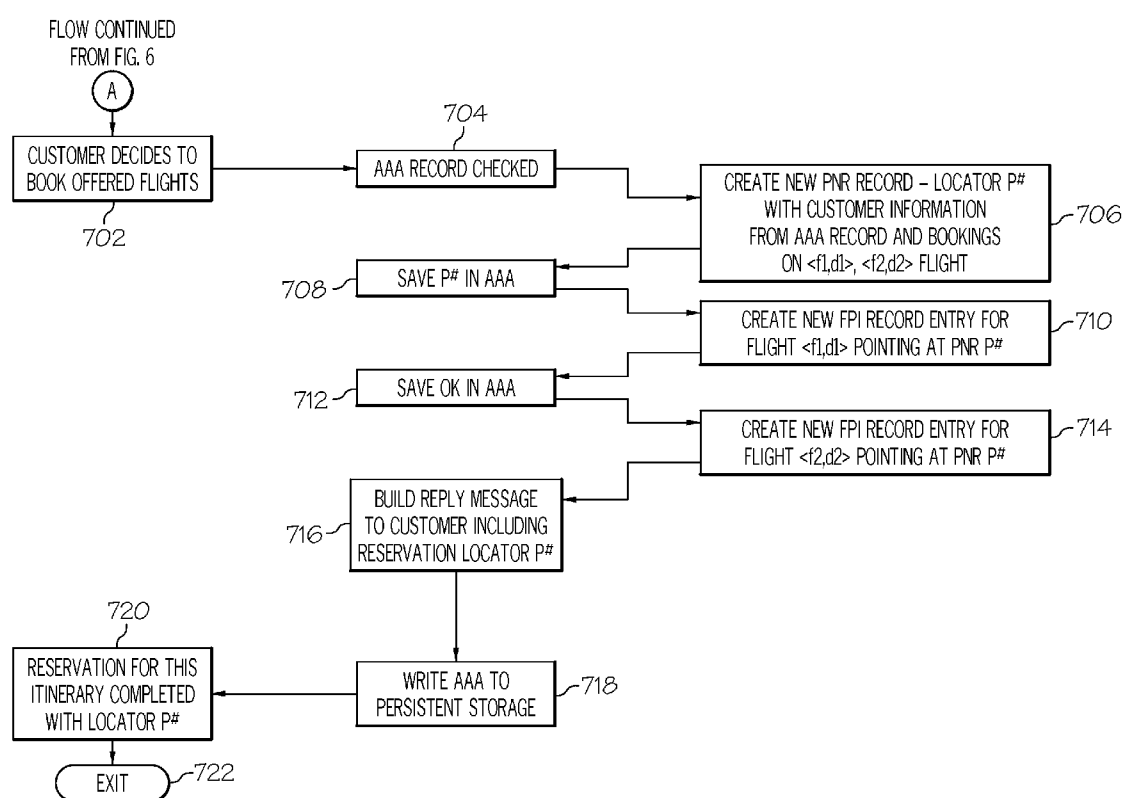 FLOW CONTINUED
FROM FIG. 6
A
CUSTOMER DECIDES TO
BOOK OFFERED FLIGHTS
702
704
AAA RECORD CHECKED
CREATE NEW PNR RECORD – LOCATOR P#
WITH CUSTOMER INFORMATION
FROM AAA RECORD AND BOOKINGS
ON <f1,d1>, <f2,d2> FLIGHT
706
SAVE P# IN AAA
708
CREATE NEW FPI RECORD ENTRY FOR
FLIGHT <f1,d1> POINTING AT PNR P#
710
SAVE OK IN AAA
712
CREATE NEW FPI RECORD ENTRY FOR
FLIGHT <f2,d2> POINTING AT PNR P#
714
BUILD REPLY MESSAGE
TO CUSTOMER INCLUDING
RESERVATION LOCATOR P#
716
WRITE AAA TO
PERSISTENT STORAGE
718
720
RESERVATION FOR THIS
ITINERARY COMPLETED
WITH LOCATOR P#
EXIT
722